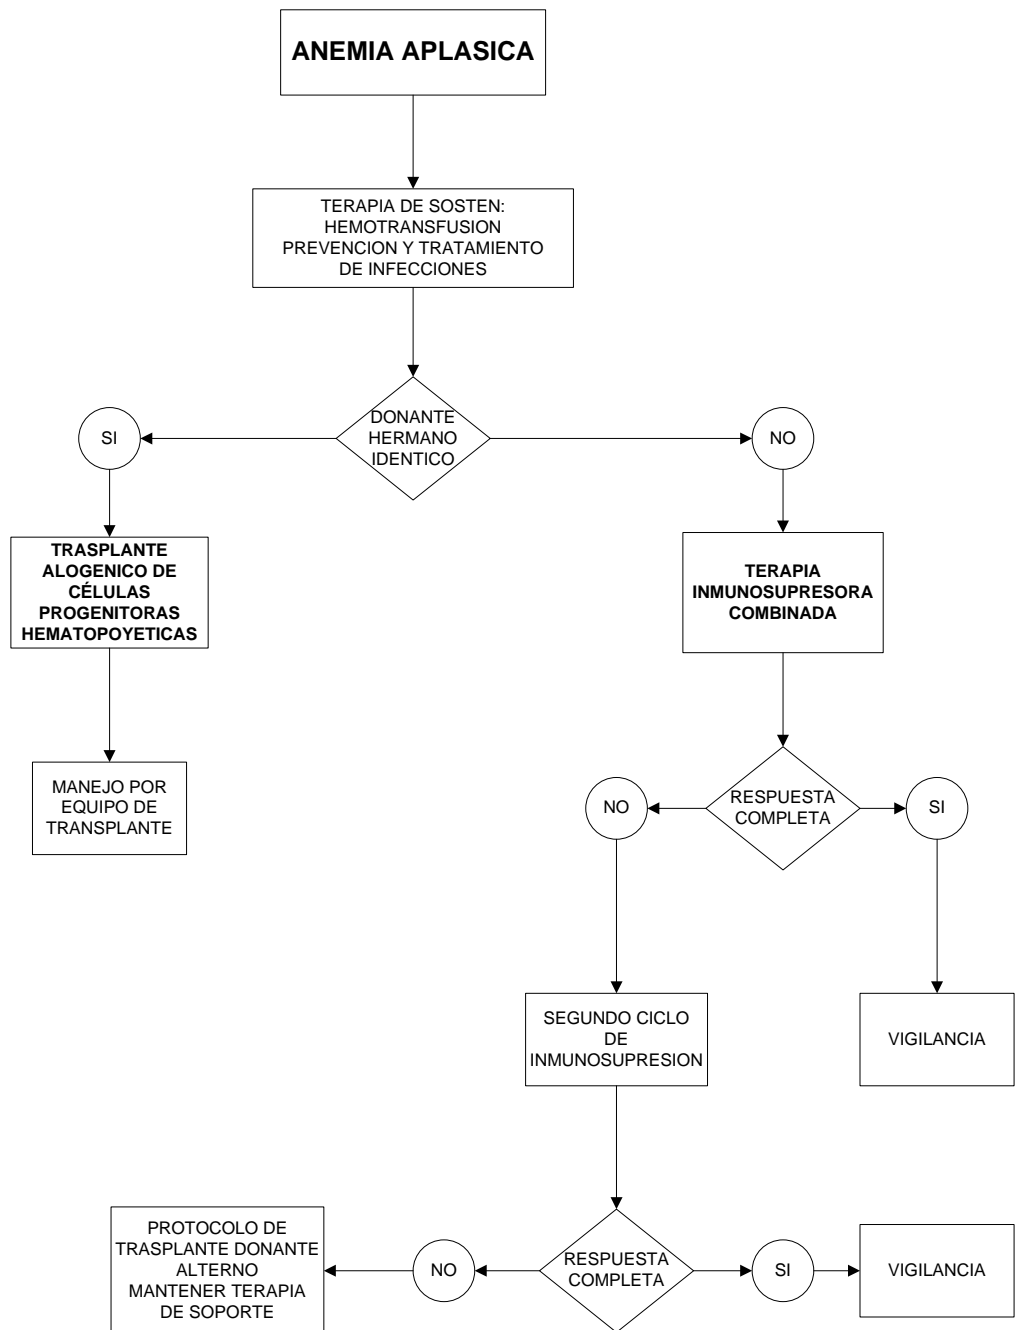 ANEMIA APLASICA
TERAPIA DE SOSTEN:
HEMOTRANSFUSION
PREVENCION Y TRATAMIENTO
DE INFECCIONES
DONANTE
HERMANO
IDENTICO
SI
NO
TRASPLANTE
ALOGENICO DE
CÉLULAS
PROGENITORAS
HEMATOPOYETICAS
TERAPIA
INMUNOSUPRESORA
COMBINADA
MANEJO POR
EQUIPO DE
TRANSPLANTE
RESPUESTA
COMPLETA
NO
SI
SEGUNDO CICLO
DE
INMUNOSUPRESION
VIGILANCIA
PROTOCOLO DE
TRASPLANTE DONANTE
ALTERNO
MANTENER TERAPIA
DE SOPORTE
NO
RESPUESTA
COMPLETA
SI
VIGILANCIA